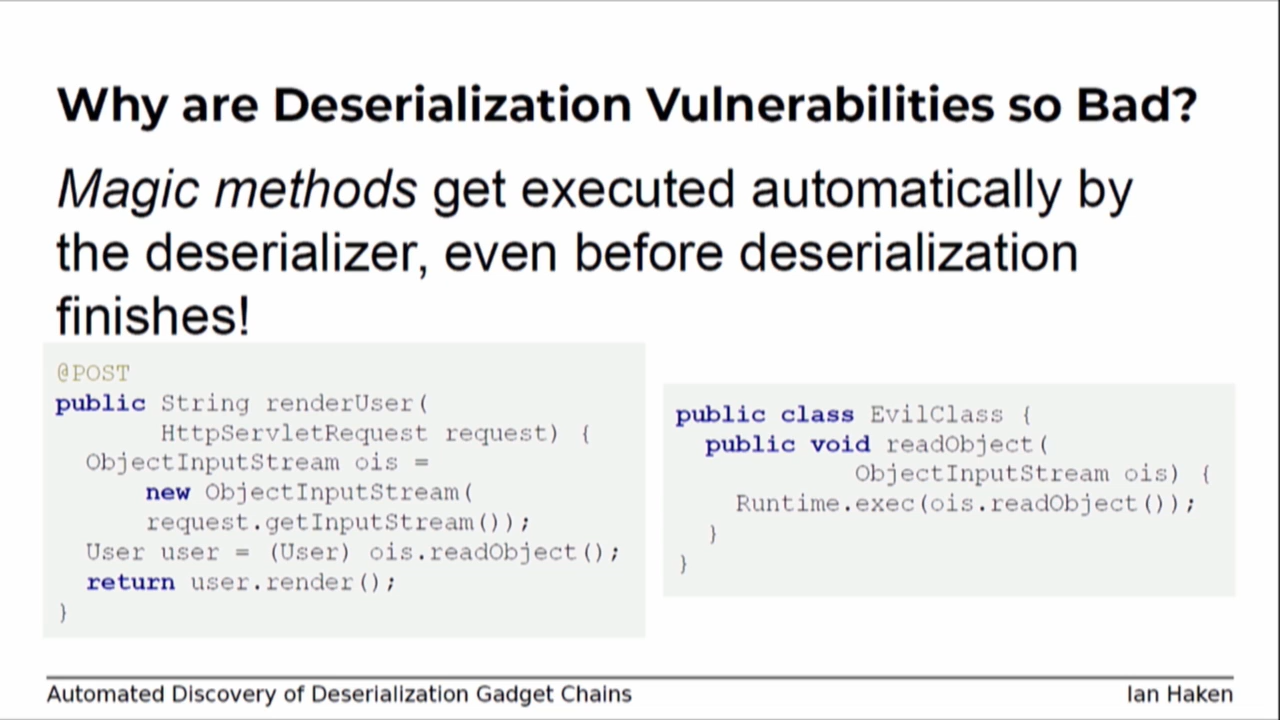 Why are Deserialization Vulnerabilities so Bad?
Magic methods get executed automatically by
the deserializer, even before deserialization
finishes!
@POST
public String renderUser(
HttpServletRequest request) {
ObjectInputStream ois =
new ObjectInputStream(
request.getInputStream());
User user = (User) ois.readObject();
return user.render();
}
public class EvilClass {
public void readObject(
ObjectInputStream ois) {
Runtime.exec(ois.readObject());
}
}
Automated Discovery of Deserialization Gadget Chains
Ian Haken